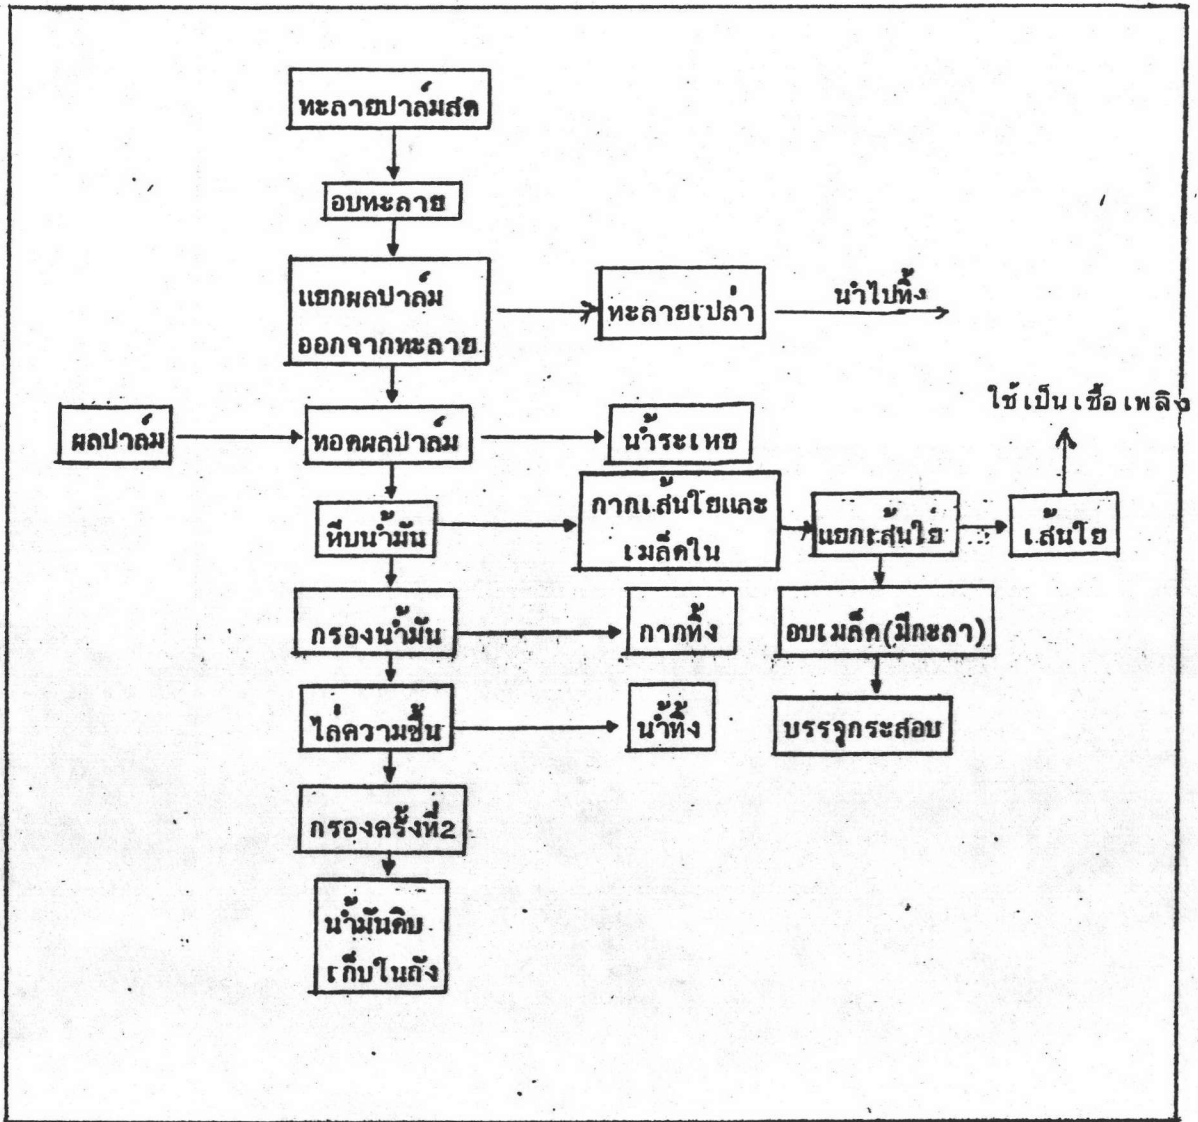 ทะลายปาล์มสด
อบทะลาย
แยกผลปาล์ม
ออกจากทะลาย
ทะลายเปล่า
นำไปทิ้ง
ใช้เป็นเชื้อเพลิง
ผลปาล์ม
ทอดผลปาล์ม
น้ำระเหย
หีบน้ำมัน
กากเส้นใยและ
เมล็ดใน
แยกเส้นใย
เส้นใย
กรองน้ำมัน
กากทิ้ง
อบเมล็ด(มีกะลา)
ไล่ความชื้น
น้ำทิ้ง
บรรจุกระสอบ
กรองครั้งที่2
น้ำมันดิบ
เก็บในถัง